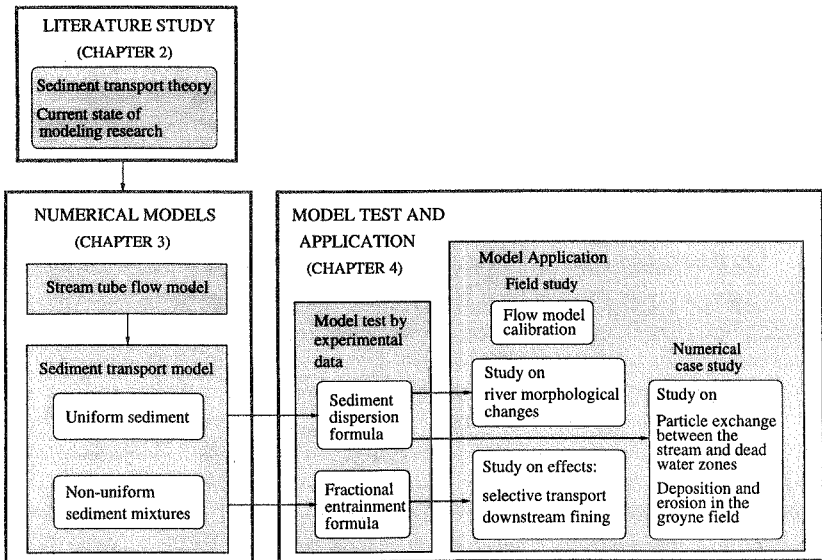 LITERATURE STUDY
(CHAPTER 2)
Sediment transport theory
Current state of
modeling research
NUMERICAL MODELS
(CHAPTER 3)
Stream tube flow model
Sediment transport model
Uniform sediment
Non-uniform
sediment mixtures
MODEL TEST AND
APPLICATION
(CHAPTER 4)
Model test by
experimental
data
Sediment
dispersion
formula
Fractional
entrainment
formula
Model Application
Field study
Flow model
calibration
Study on
river morphological
changes
Study on effects:
selective transport
downstream fining
Numerical
case study
Study on
Particle exchange
between the
stream and dead
water zones
Deposition and
erosion in the
groyne field